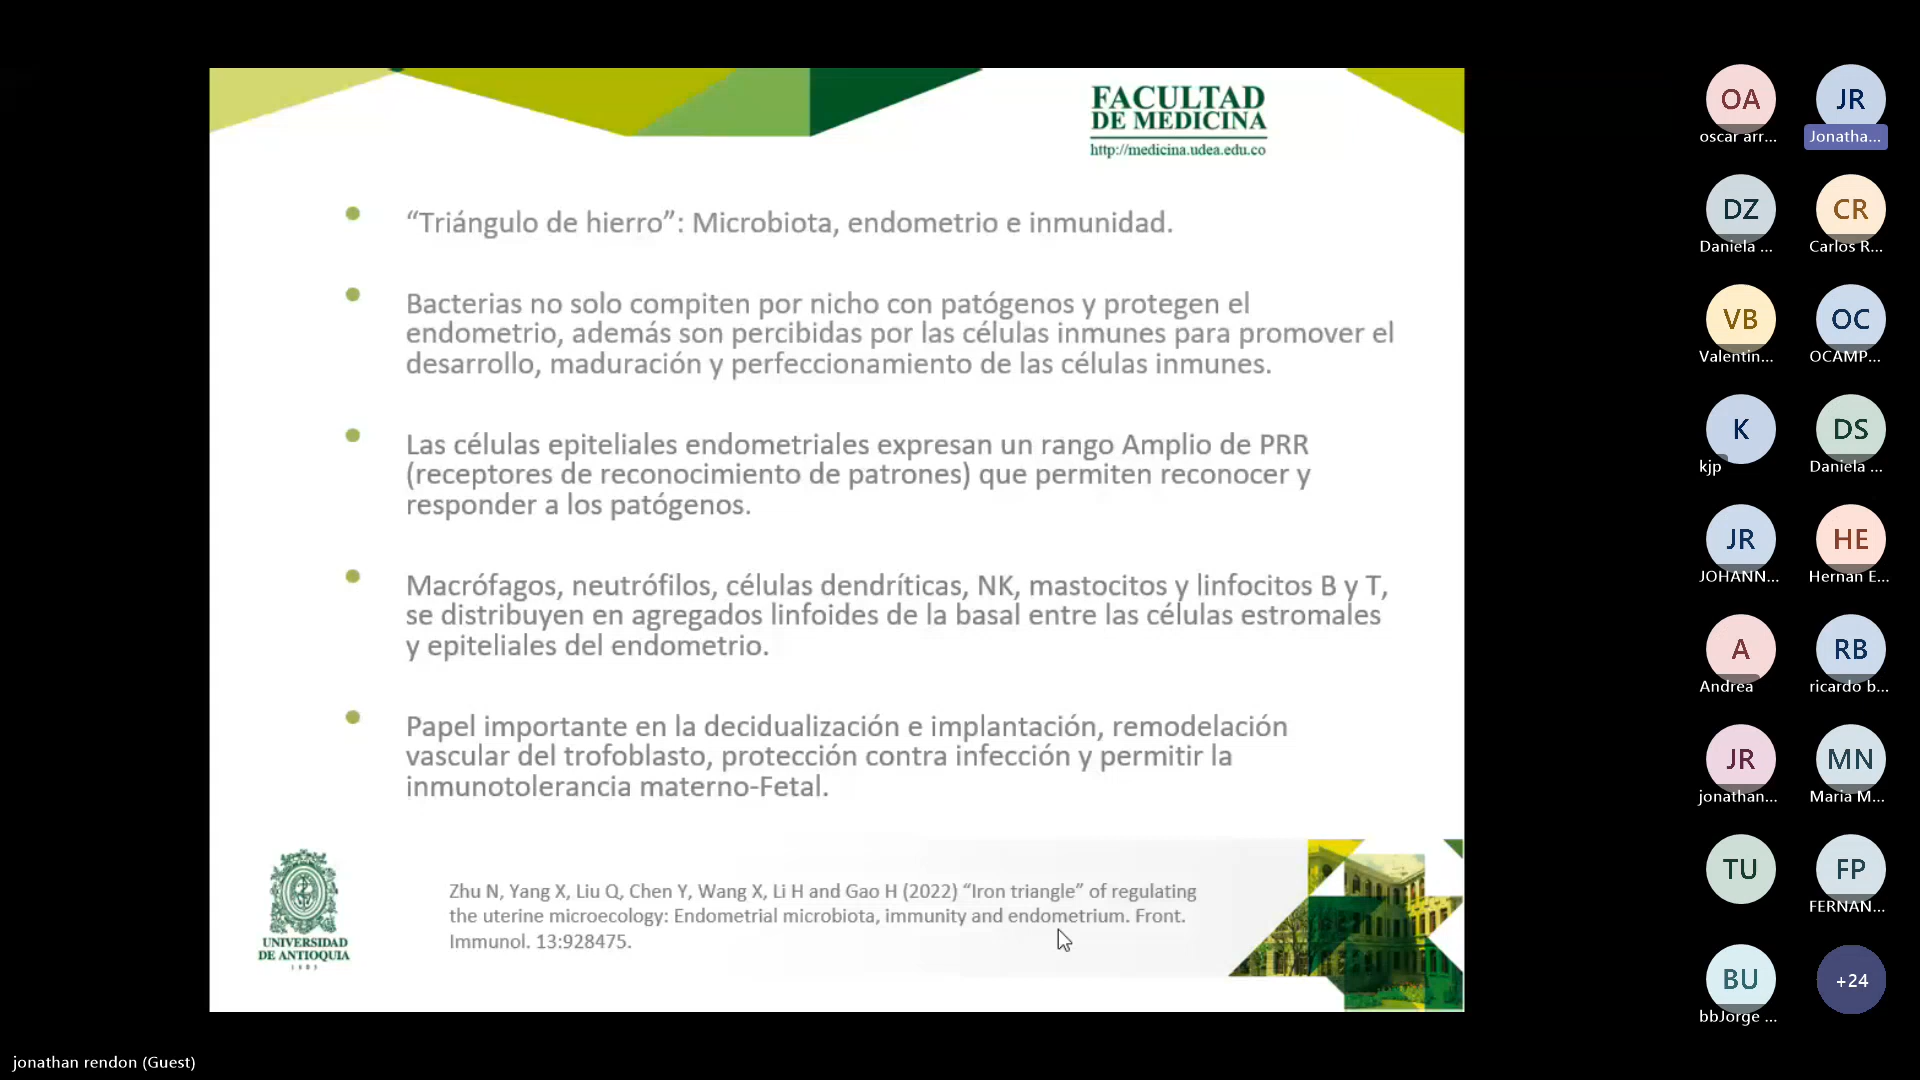 FACULTAD
DE MEDICINA
http://medicina.udea.edu.co
“Triángulo de hierro”: Microbiota, endometrio e inmunidad.
Bacterias no solo compiten por nicho con patógenos y protegen el
endometrio, además son percibidas por las células inmunes para promover el
desarrollo, maduración y perfeccionamiento de las células inmunes.
Las células epiteliales endometriales expresan un rango Amplio de PRR
(receptores de reconocimiento de patrones) que permiten reconocer y
responder a los patógenos.
Macrófagos, neutrófilos, células dendríticas, NK, mastocitos y linfocitos B y T,
se distribuyen en agregados linfoides de la basal entre las células estromales
y epiteliales del endometrio.
Papel importante en la decidualización e implantación, remodelación
vascular del trofoblasto, protección contra infección y permitir la
inmunotolerancia materno-Fetal.
UNIVERSIDAD
DE ANTIOQUIA
1803
Zhu N, Yang X, Liu Q, Chen Y, Wang X, Li H and Gao H (2022) “Iron triangle” of regulating
the uterine microecology: Endometrial microbiota, immunity and endometrium. Front.
Immunol. 13:928475.
OA
oscar arr...
JR
Jonatha...
DZ
Daniela ...
CR
Carlos R...
VB
Valentin...
OC
OCAMP...
K
kjp
DS
Daniela ...
JR
JOHANN...
HE
Hernan E...
A
Andrea
RB
ricardo b...
JR
jonathan...
MN
Maria M...
TU
FP
FERNAN...
BU
bbJorge ...
+24
jonathan rendon (Guest)